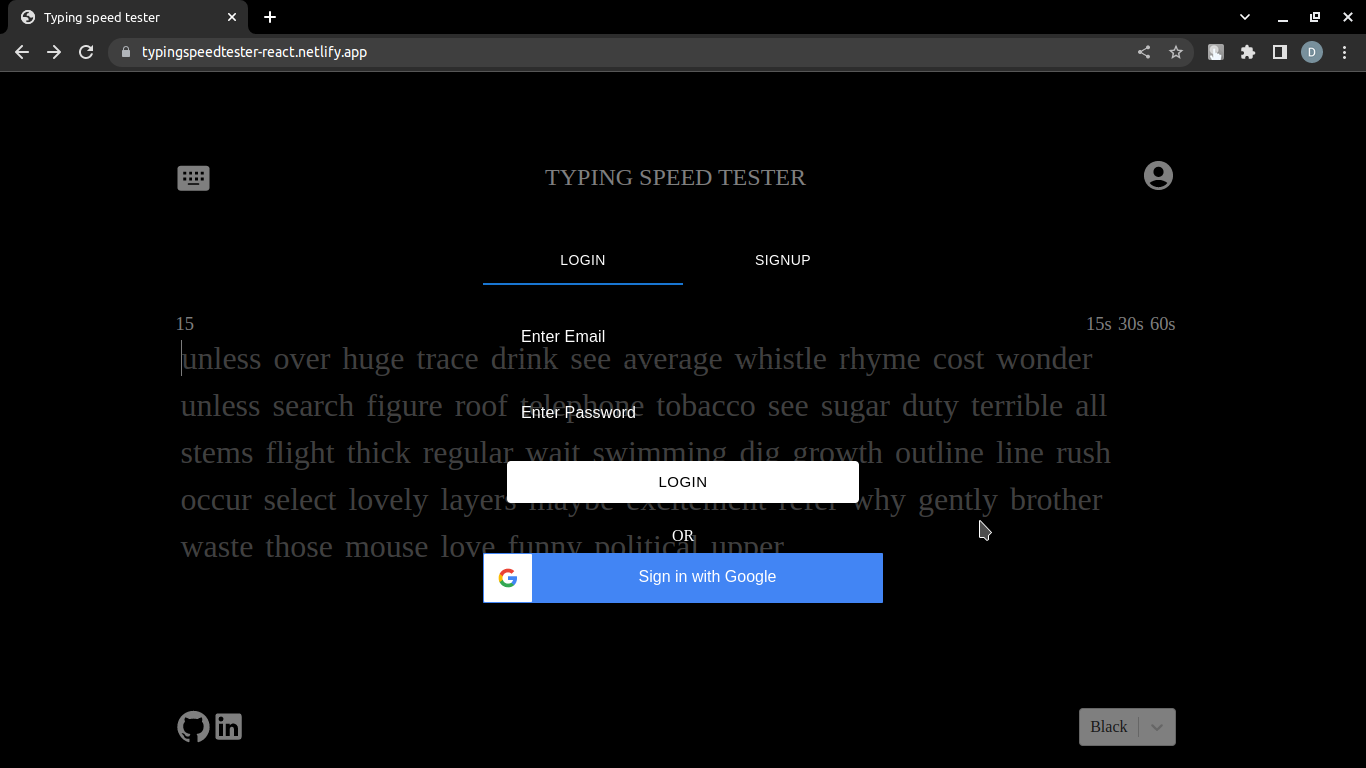 Typing speed tester
typingspeedtester-react.netlify.app
D
TYPING SPEED TESTER
LOGIN SIGNUP
15
15s 30s 60s
Enter Email
unless over huge trace drink see average whistle rhyme cost wonder
unless search figure roof telephone tobacco see sugar duty terrible all
Enter Password
stems flight thick regular wait swimming dig growth outline line rush
LOGIN
occur select lovely layers maybe excitement refer why gently brother
OR
waste those mouse love funny political upper
Sign in with Google
in
Black